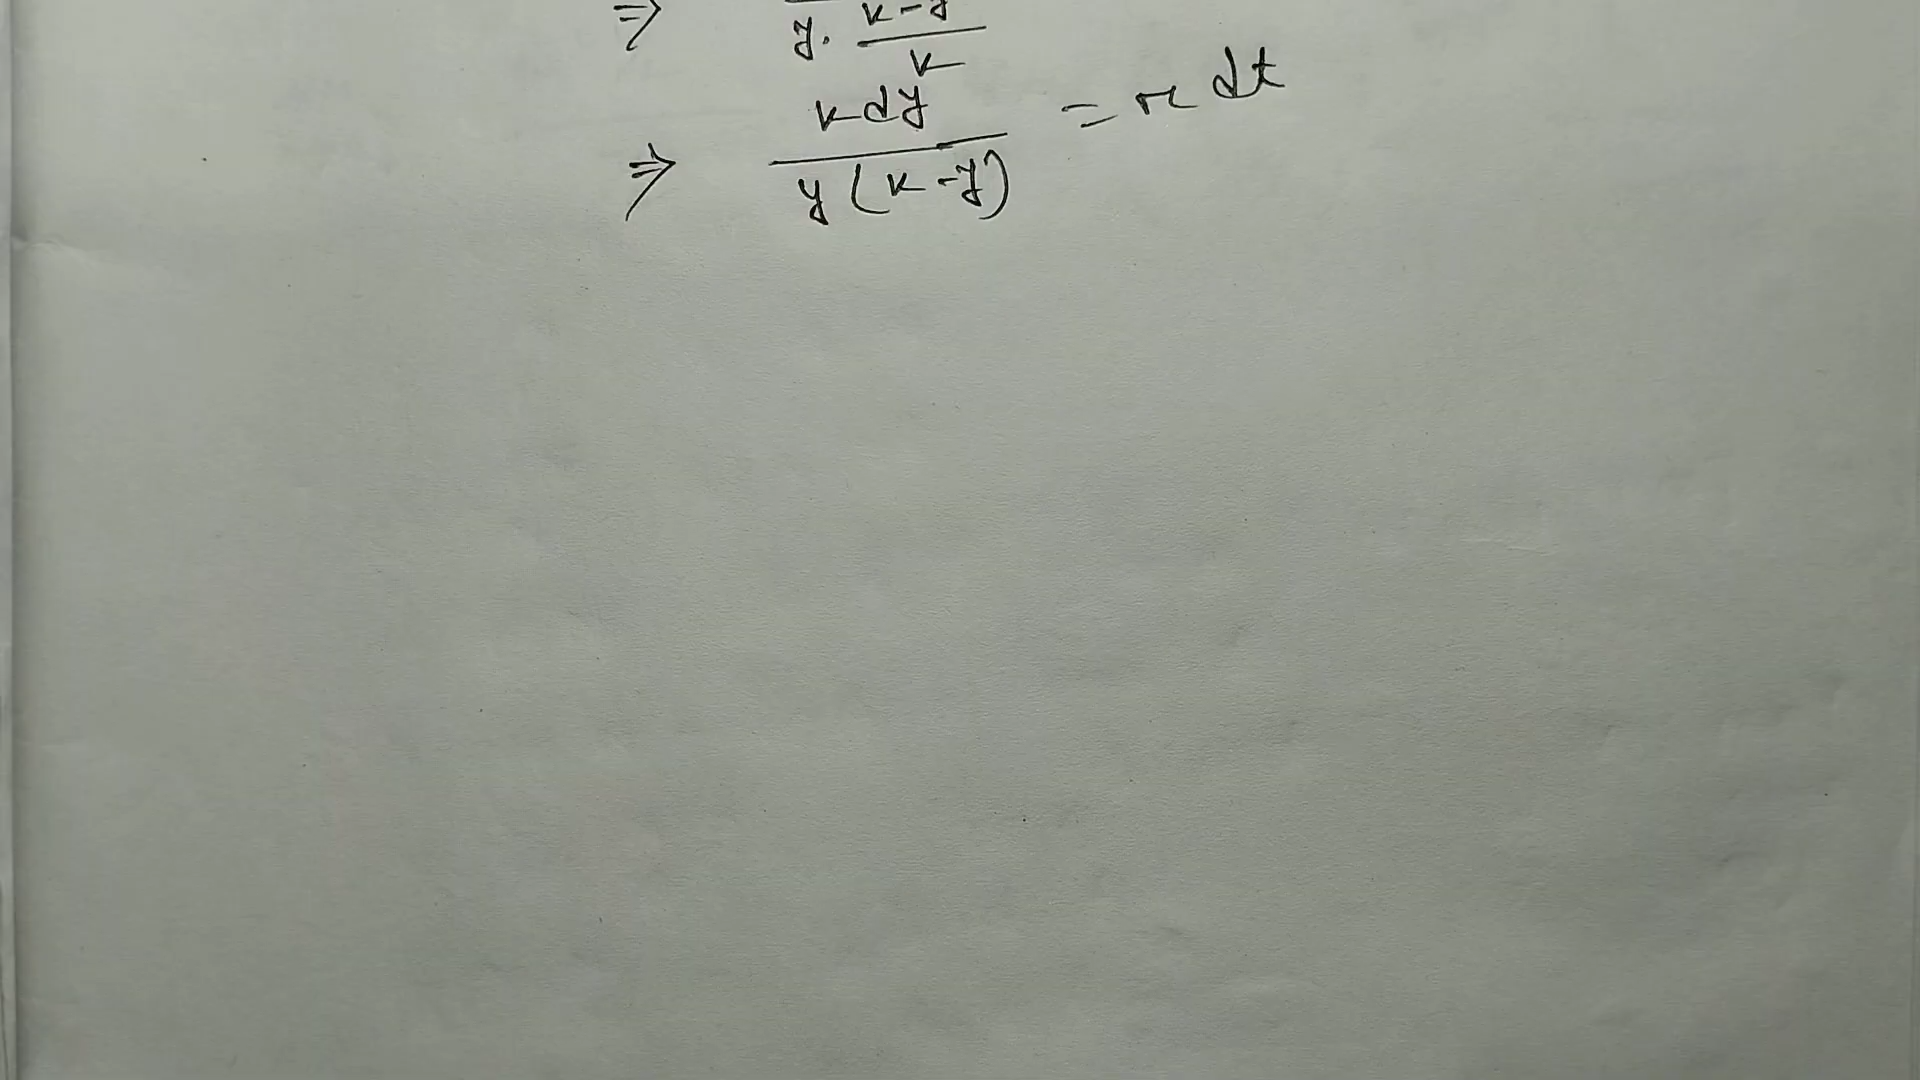 ⇒ y. k-y/k
⇒ k dy / y(k-y) = r dt